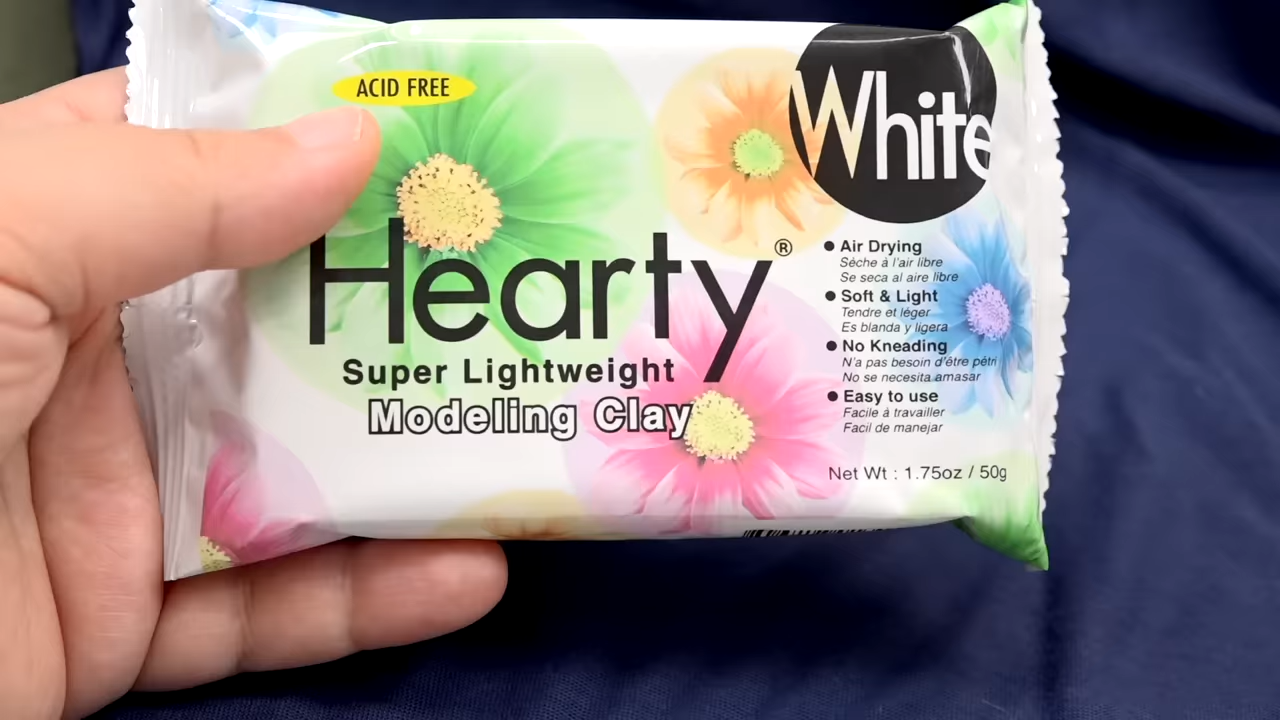 ACID FREE
White
Hearty®
Super Lightweight
Modeling Clay
● Air Drying
Sèche à l'air libre
Se seca al aire libre
● Soft & Light
Tendre et léger
Es blanda y ligera
● No Kneading
N'a pas besoin d'être pétri
No se necesita amasar
● Easy to use
Facile à travailler
Facil de manejar
Net Wt : 1.75oz / 50g